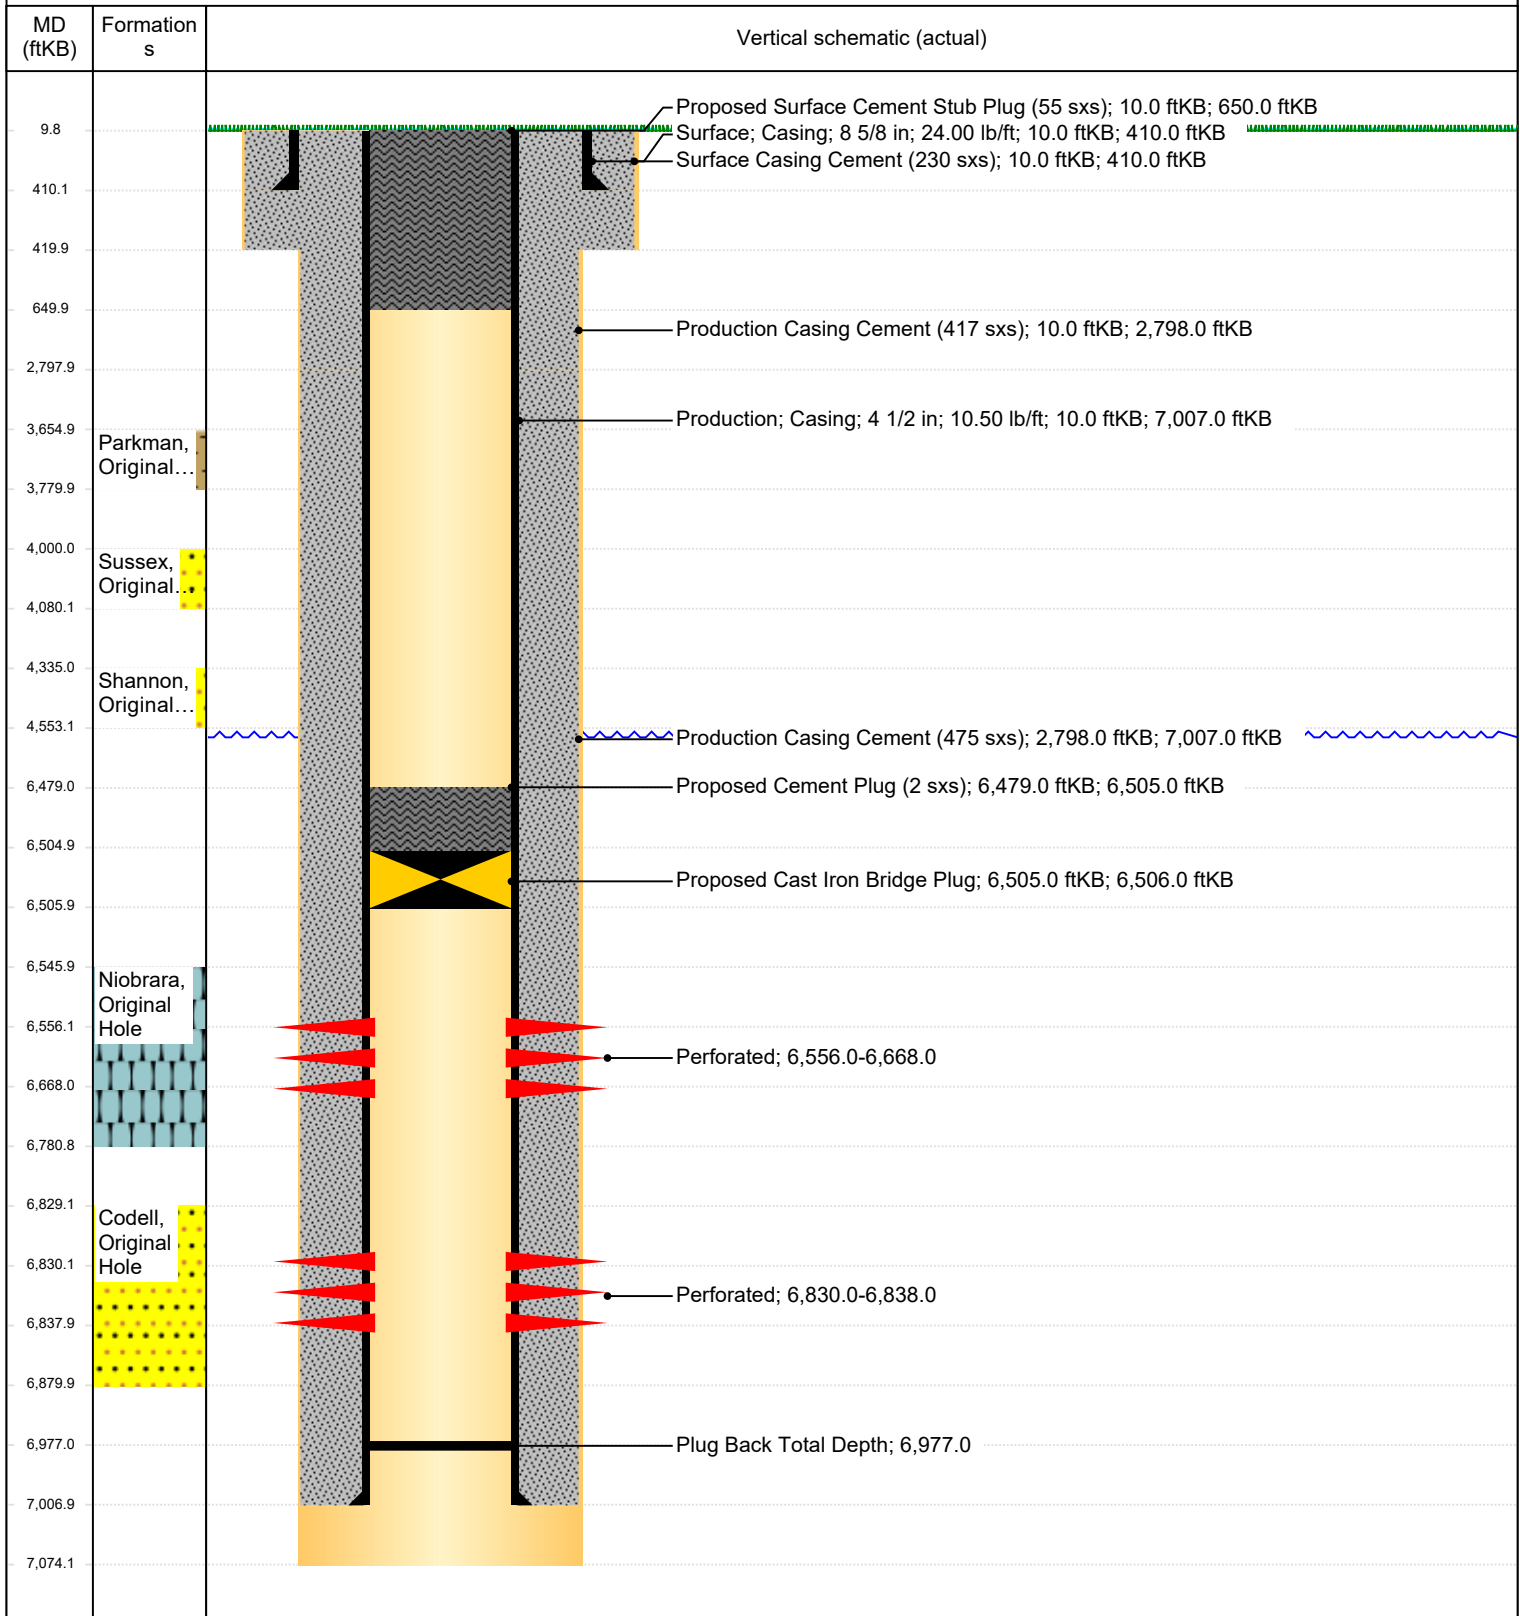 MD
(ftKB)
Formation
s
Vertical schematic (actual)
Proposed Surface Cement Stub Plug (55 sxs); 10.0 ftKB; 650.0 ftKB
9.8
Surface; Casing; 8 5/8 in; 24.00 lb/ft; 10.0 ftKB; 410.0 ftKB
Surface Casing Cement (230 sxs); 10.0 ftKB; 410.0 ftKB
410.1
419.9
649.9
Production Casing Cement (417 sxs); 10.0 ftKB; 2,798.0 ftKB
2,797.9
Production; Casing; 4 1/2 in; 10.50 lb/ft; 10.0 ftKB; 7,007.0 ftKB
3,654.9
Parkman,
Original...
3,779.9
4,000.0
Sussex,
Original...
4,080.1
4,335.0
Shannon,
Original...
4,553.1
Production Casing Cement (475 sxs); 2,798.0 ftKB; 7,007.0 ftKB
6,479.0
Proposed Cement Plug (2 sxs); 6,479.0 ftKB; 6,505.0 ftKB
6,504.9
Proposed Cast Iron Bridge Plug; 6,505.0 ftKB; 6,506.0 ftKB
6,505.9
6,545.9
Niobrara,
Original
Hole
6,556.1
Perforated; 6,556.0-6,668.0
6,668.0
6,780.8
6,829.1
Codell,
Original
Hole
6,830.1
Perforated; 6,830.0-6,838.0
6,837.9
6,879.9
6,977.0
Plug Back Total Depth; 6,977.0
7,006.9
7,074.1